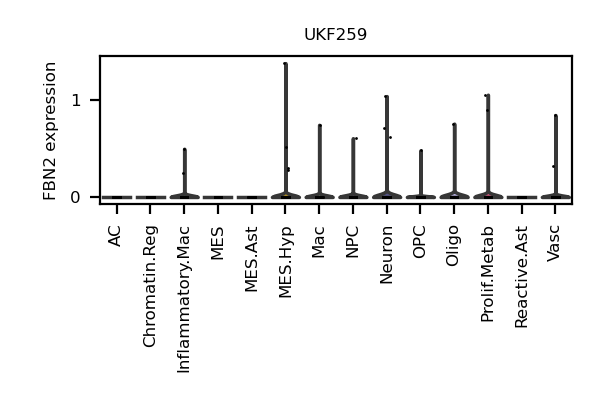 UKF259
FBN2 expression
1
0
AC
Chromatin.Reg
Inflammatory.Mac
MES
MES.Ast
MES.Hyp
Mac
NPC
Neuron
OPC
Oligo
Prolif.Metab
Reactive.Ast
Vasc